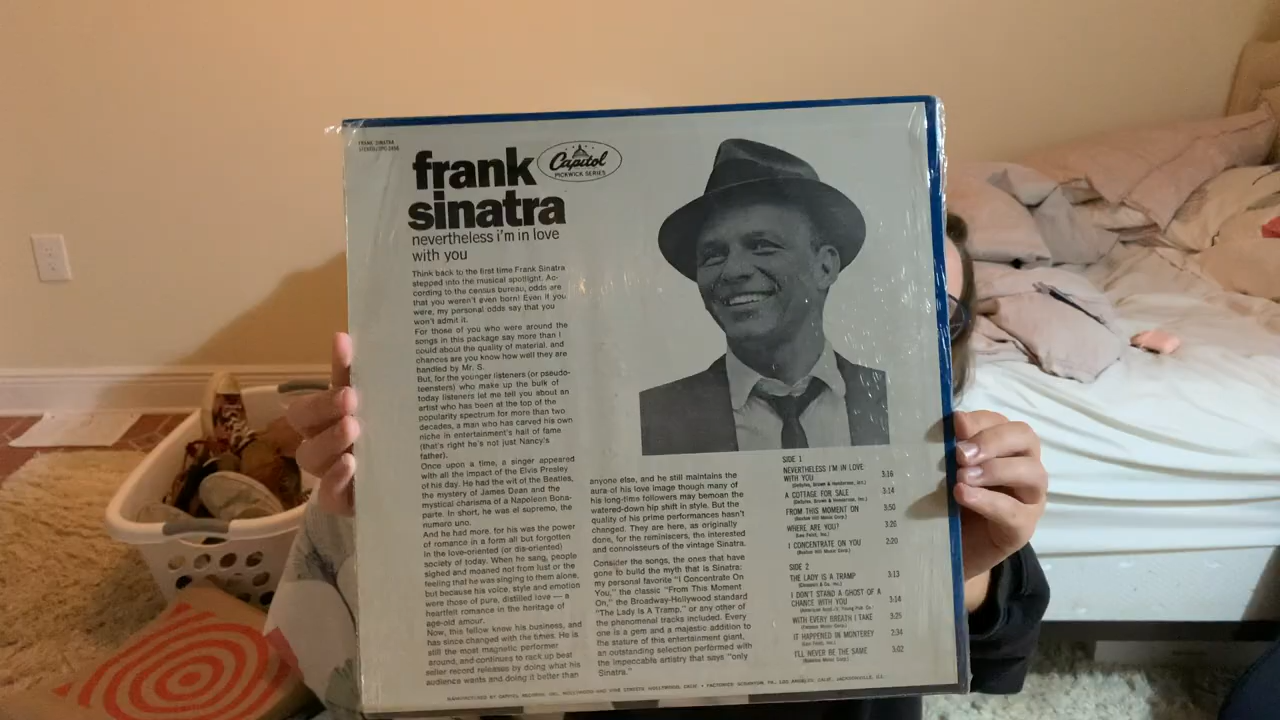 FRANK SINATRA
frank
sinatra
Capitol
PICKWICK SERIES
nevertheless i'm in love
with you
Think back to the first time Frank Sinatra
stepped into the musical spotlight. Ac-
cording to the census bureau, odds are
that you weren't even born! Even if you
were, my personal odds say that you
won't admit it.
For those of you who were around the
songs in this package say more than I
could about the quality of material, and
chances are you know how well they are
handled by Mr. S.
But, for the younger listeners (or pseudo-
teensters) who make up the bulk of
today listeners let me tell you about an
artist who has been at the top of the
popularity spectrum for more than two
decades, a man who has carved his own
niche in entertainment's hall of fame
(that's right he's not just Nancy's
father).
Once upon a time, a singer appeared
with all the impact of the Elvis Presley
of his day. He had the wit of the Beatles,
the mystery of James Dean and the
mystical charisma of a Napoleon Bona-
parte. In short, he was el supremo, the
numero uno.
And he had more, for his was the power
of romance in a form all but forgotten
in the love-oriented (or dia-oriented)
society of today. When he sang, people
sighed and moaned not from lust or the
feeling that he was singing to them alone,
but because his voice, style and emotion
were those of pure, distilled love — a
heartfelt romance in the heritage of
age-old amour.
Now, this fellow knew his business, and
has since changed with the times. He is
still the most magnetic performer
around, and continues to rack up beat
seller record releases by doing what his
audience wants and doing it better than
anyone else, and he still maintains the
aura of his love image though many of
his long-time followers may bemoan the
watered-down hip shift in style. But the
quality of his prime performances hasn't
changed. They are here, as originally
done, for the reminiscers, the interested
and connoisseurs of the vintage Sinatra.
Consider the songs, the ones that have
gone to build the myth that is Sinatra:
my personal favorite "I Concentrate On
You," the classic "From This Moment
On," the Broadway-Hollywood standard
"The Lady Is A Tramp," or any other of
the phenomenal tracks included. Every
one is a gem and a majestic addition to
the stature of this entertainment giant,
an outstanding selection performed with
the impeccable artistry that says "only
Sinatra."
SIDE 1
NEVERTHELESS I'M IN LOVE
WITH YOU 3:16
A COTTAGE FOR SALE 3:14
FROM THIS MOMENT ON 3:50
(Buxton Hill Music Corp.)
WHERE ARE YOU? 3:26
(Leo Feist, Inc.)
I CONCENTRATE ON YOU 2:20
(Buxton Hill Music Corp.)
SIDE 2
THE LADY IS A TRAMP 3:13
(Chappell & Co. Inc.)
I DON'T STAND A GHOST OF A
CHANCE WITH YOU 3:14
WITH EVERY BREATH I TAKE 3:25
(Famous Music Corp.)
IT HAPPENED IN MONTEREY 2:34
(Leo Feist, Inc.)
I'LL NEVER BE THE SAME 3:02